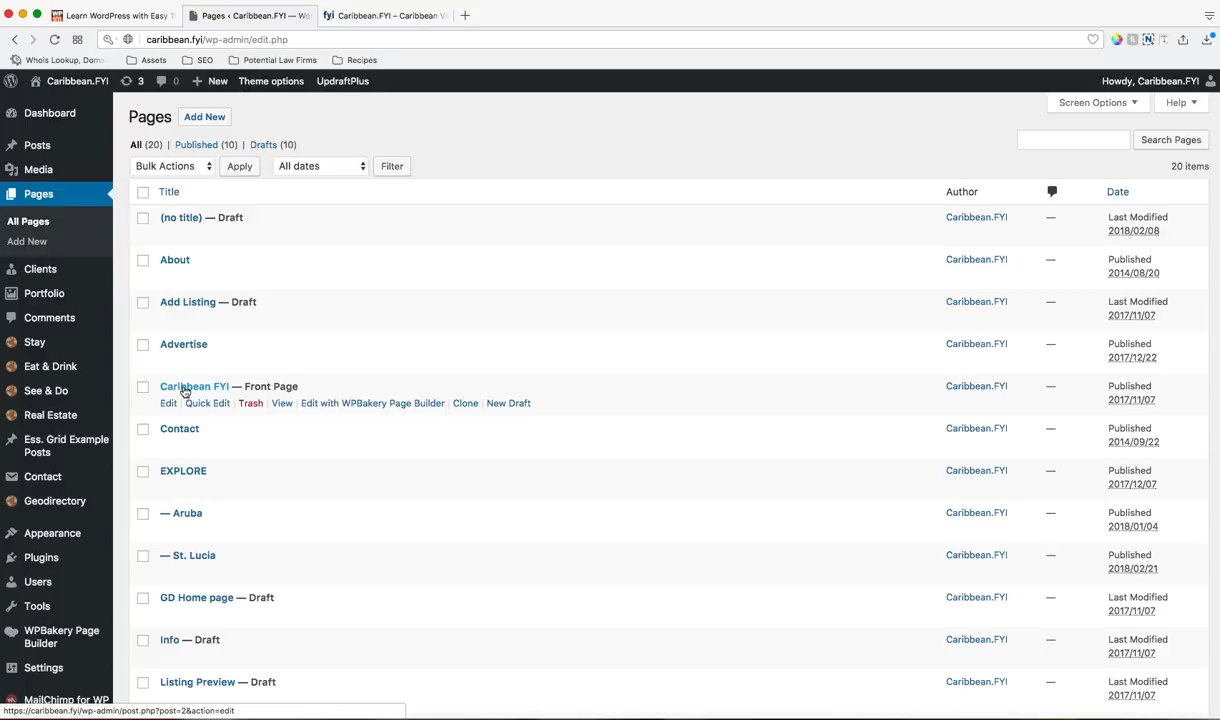 Learn WordPress with Easy T
Pages ‹ Caribbean.FYI — Wo
fyi Caribbean.FYI – Caribbean V
caribbean.fyi/wp-admin/edit.php
Whois Lookup, Doma
Assets
SEO
Potential Law Firms
Recipes
Caribbean.FYI
3
0
New
Theme options
UpdraftPlus
Howdy, Caribbean.FYI
Dashboard
Posts
Media
Pages
All Pages
Add New
Clients
Portfolio
Comments
Stay
Eat & Drink
See & Do
Real Estate
Ess. Grid Example
Posts
Contact
Geodirectory
Appearance
Plugins
Users
Tools
WPBakery Page
Builder
Settings
MailChimp for WP
Pages Add New
Screen Options
Help
All (20) | Published (10) | Drafts (10)
Search Pages
Bulk Actions
Apply
All dates
Filter
20 items
Title Author Date
(no title) — Draft Caribbean.FYI — Last Modified
2018/02/08
About Caribbean.FYI — Published
2014/08/20
Add Listing — Draft Caribbean.FYI — Last Modified
2017/11/07
Advertise Caribbean.FYI — Published
2017/12/22
Caribbean FYI — Front Page Caribbean.FYI — Published
Edit | Quick Edit | Trash | View | Edit with WPBakery Page Builder | Clone | New Draft 2017/11/07
Contact Caribbean.FYI — Published
2014/09/22
EXPLORE Caribbean.FYI — Published
2017/12/07
— Aruba Caribbean.FYI — Published
2018/01/04
— St. Lucia Caribbean.FYI — Published
2018/02/21
GD Home page — Draft Caribbean.FYI — Last Modified
2017/11/07
Info — Draft Caribbean.FYI — Last Modified
2017/11/07
Listing Preview — Draft Caribbean.FYI — Last Modified
2017/11/07
https://caribbean.fyi/wp-admin/post.php?post=2&action=edit